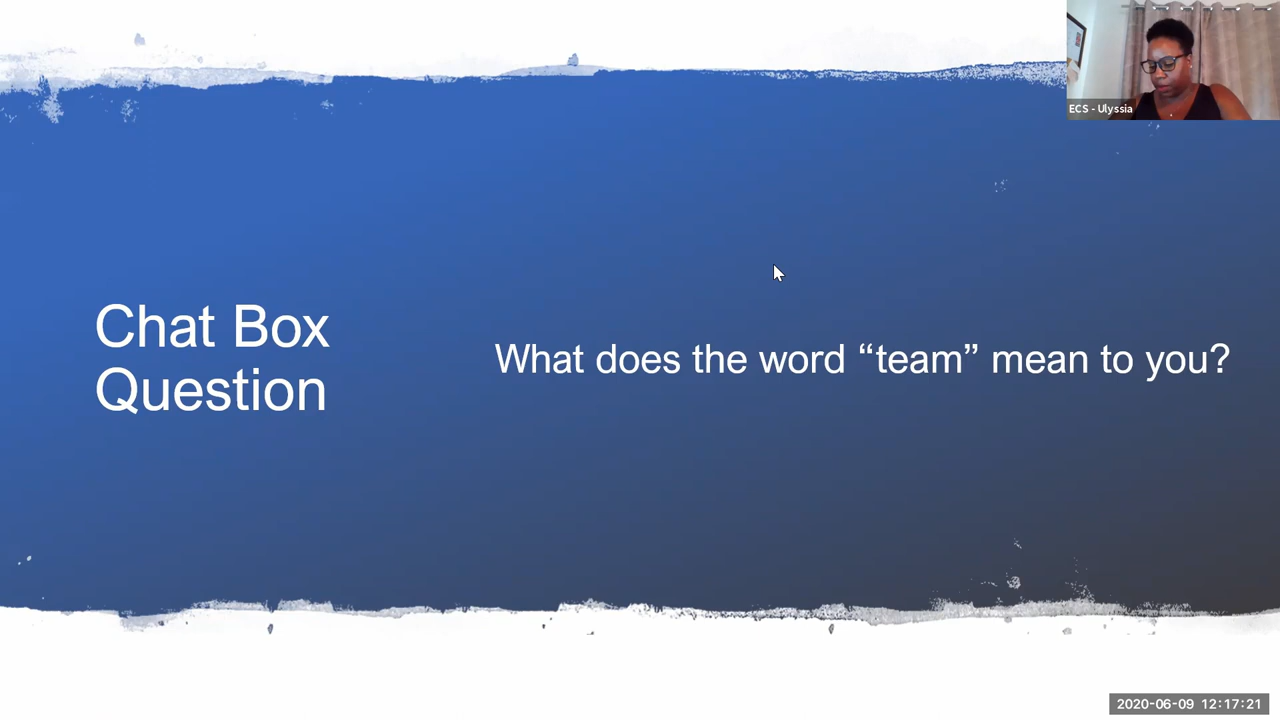 ECS - Ulyssia
Chat Box
Question
What does the word “team” mean to you?
2020-06-09 12:17:21